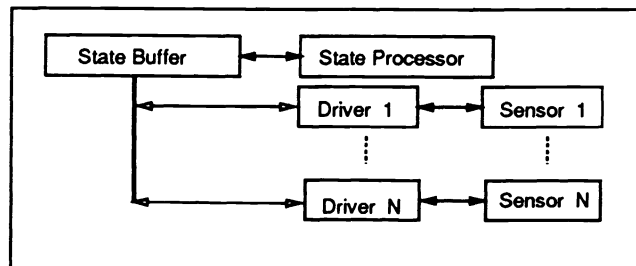 State Buffer
State Processor
Driver 1
Sensor 1
Driver N
Sensor N